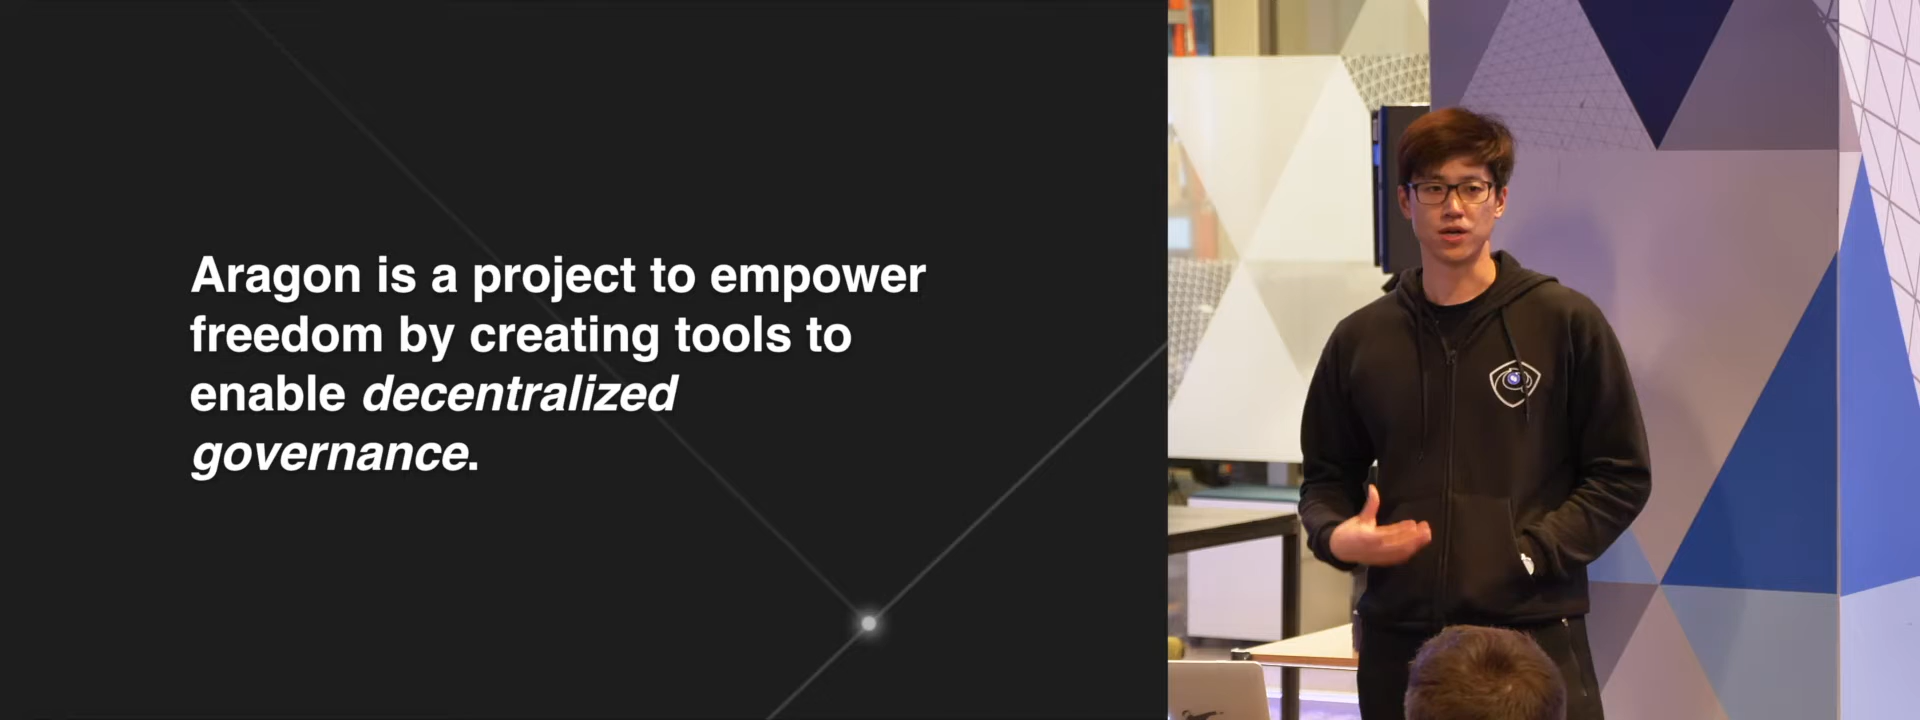 Aragon is a project to empower
freedom by creating tools to
enable decentralized
governance.